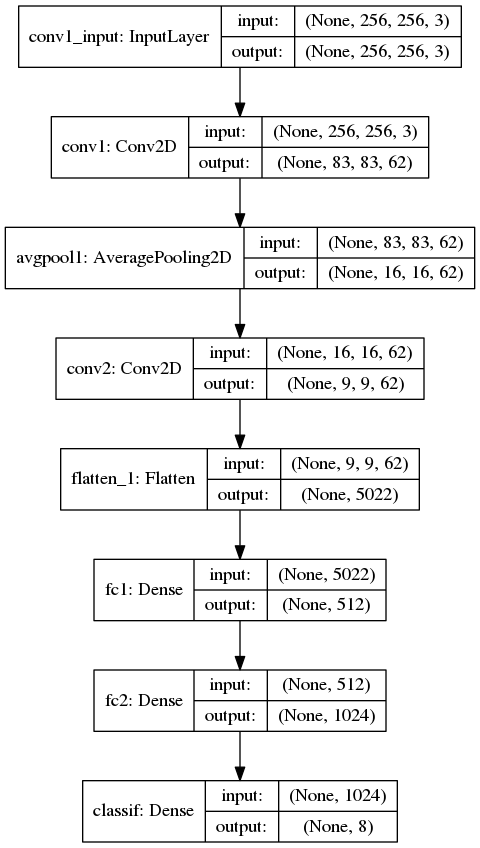 conv1_input: InputLayer
input: (None, 256, 256, 3)
output: (None, 256, 256, 3)
conv1: Conv2D
input: (None, 256, 256, 3)
output: (None, 83, 83, 62)
avgpool1: AveragePooling2D
input: (None, 83, 83, 62)
output: (None, 16, 16, 62)
conv2: Conv2D
input: (None, 16, 16, 62)
output: (None, 9, 9, 62)
flatten_1: Flatten
input: (None, 9, 9, 62)
output: (None, 5022)
fc1: Dense
input: (None, 5022)
output: (None, 512)
fc2: Dense
input: (None, 512)
output: (None, 1024)
classif: Dense
input: (None, 1024)
output: (None, 8)